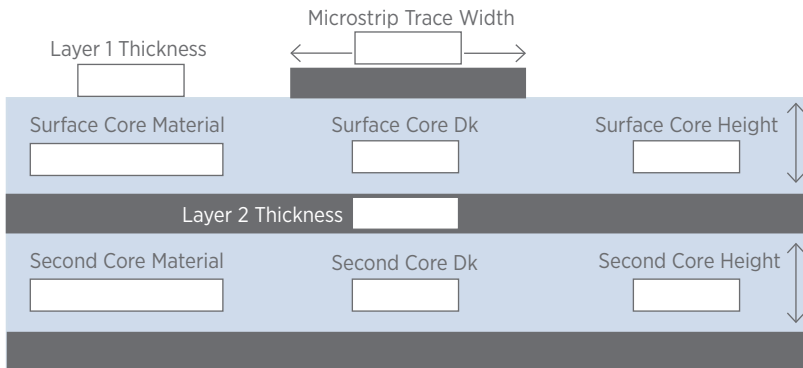 Microstrip Trace Width
Layer 1 Thickness
Surface Core Material
Surface Core Dk
Surface Core Height
Layer 2 Thickness
Second Core Material
Second Core Dk
Second Core Height